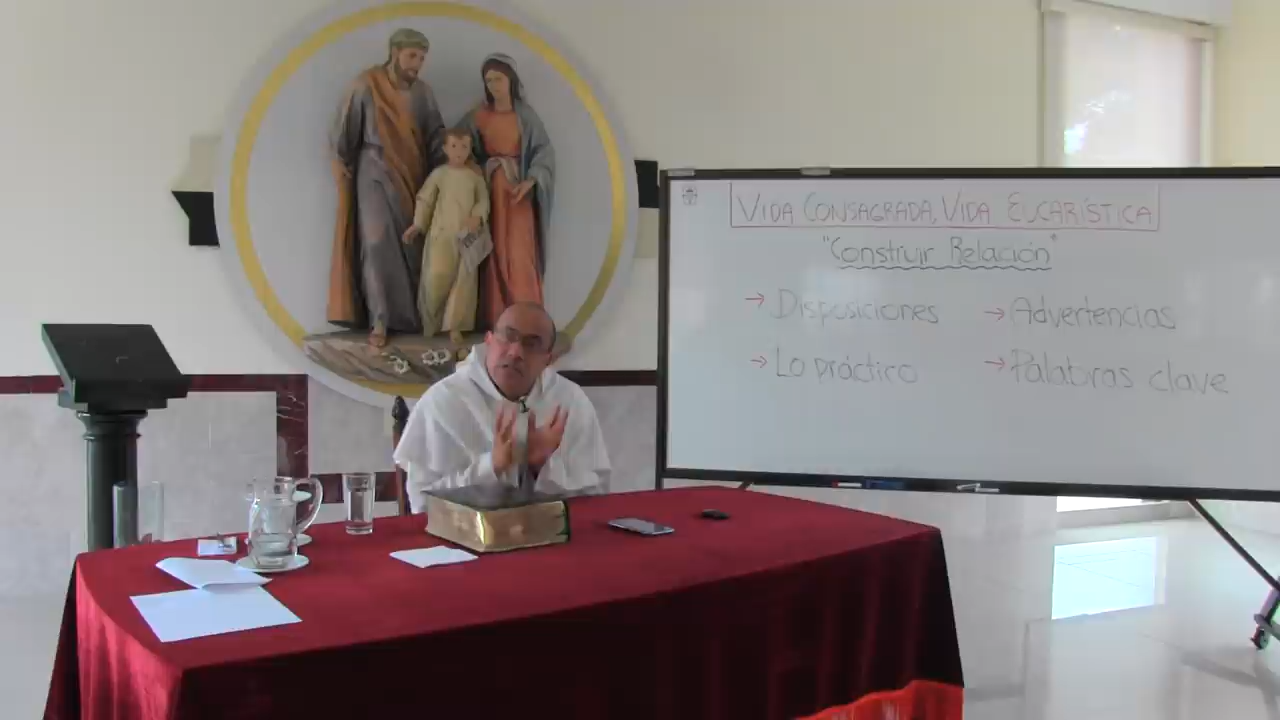 VIDA CONSAGRADA, VIDA EUCARÍSTICA
"Construir Relación"
→ Disposiciones → Advertencias
→ Lo práctico → Palabras clave